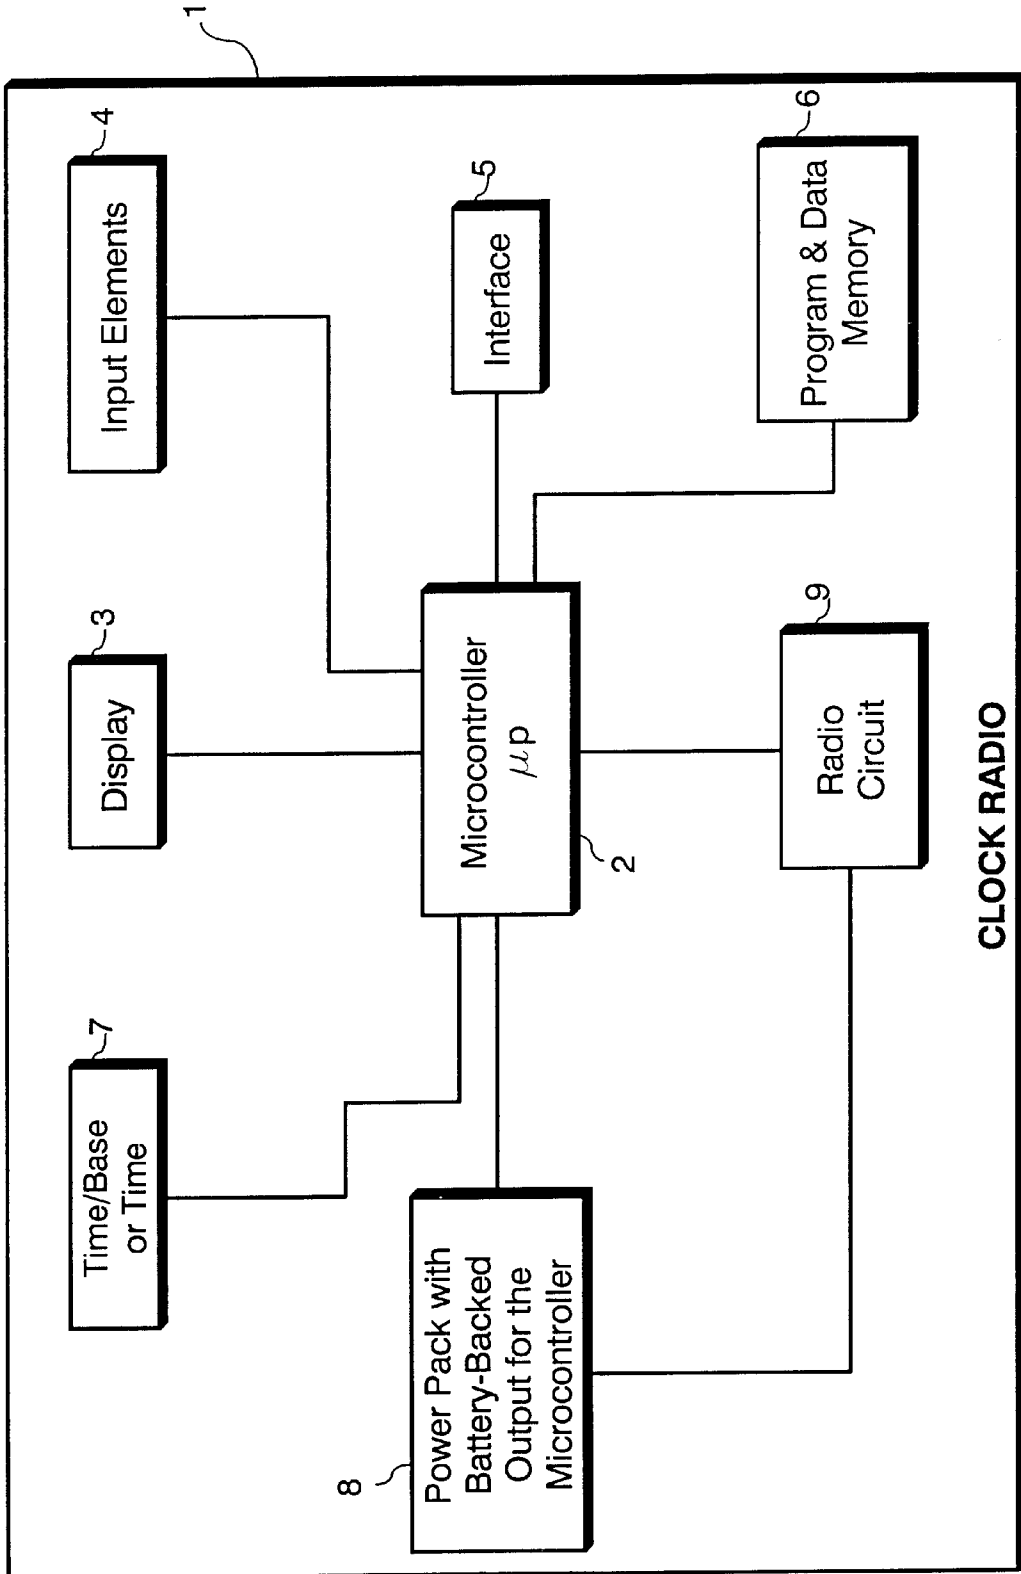 1
7
Time/Base
or Time
3
Display
4
Input Elements
8
Power Pack with
Battery-Backed
Output for the
Microcontroller
Microcontroller
μp
2
5
Interface
9
Radio
Circuit
6
Program & Data
Memory
CLOCK RADIO